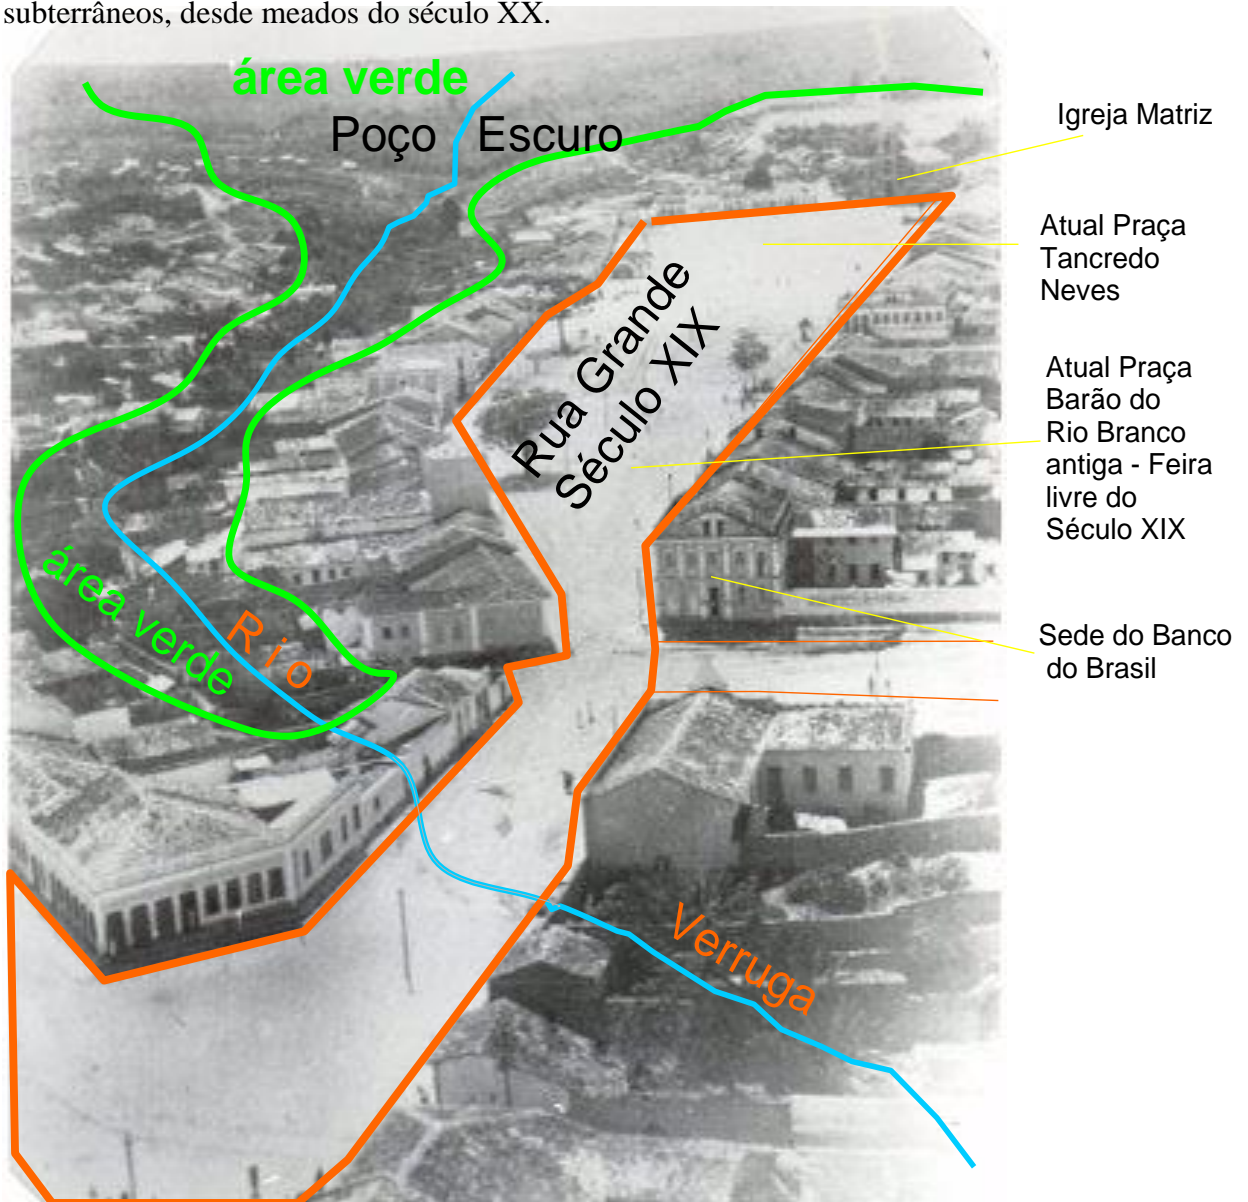 subterrâneos, desde meados do século XX.
área verde
Poço Escuro
Igreja Matriz
Atual Praça
Tancredo
Neves
Rua Grande
Século XIX
Atual Praça
Barão do
Rio Branco
antiga - Feira
livre do
Século XIX
área verde
Rio
Sede do Banco
do Brasil
Verruga